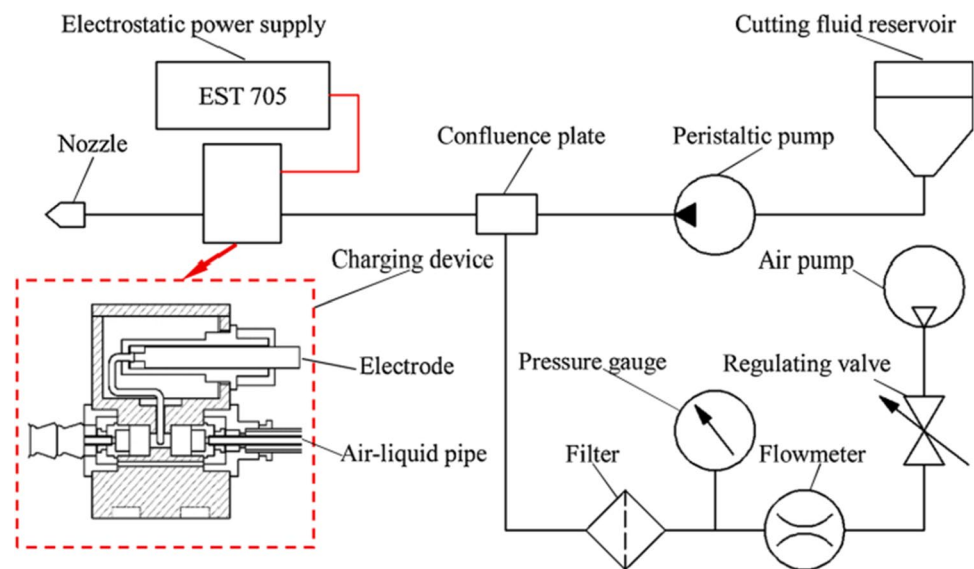 Electrostatic power supply
Cutting fluid reservoir
EST 705
Nozzle
Confluence plate
Peristaltic pump
Charging device
Air pump
Electrode
Pressure gauge
Regulating valve
Air-liquid pipe
Filter
Flowmeter